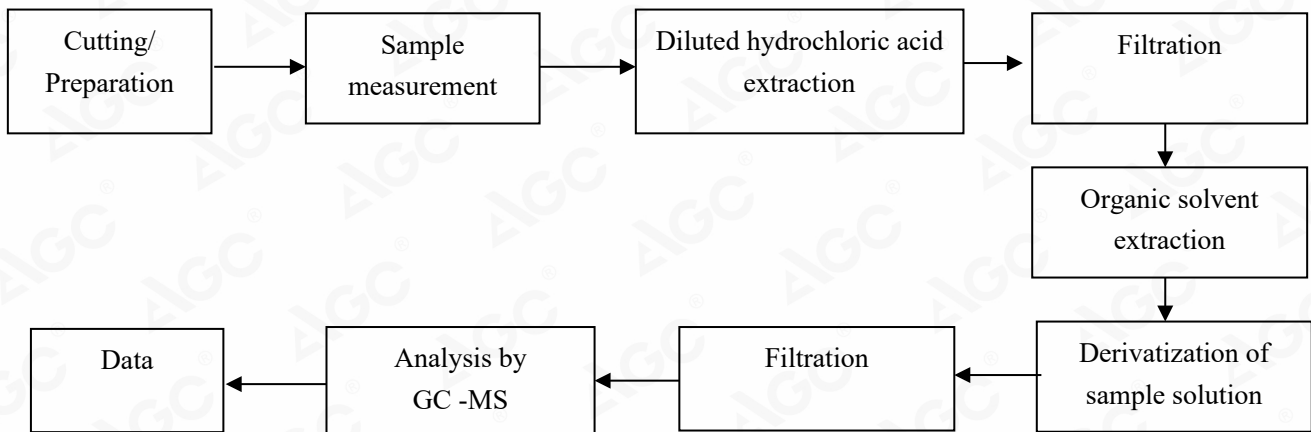 Cutting/
Preparation
Sample
measurement
Diluted hydrochloric acid
extraction
Filtration
Organic solvent
extraction
Derivatization of
sample solution
Filtration
Analysis by
GC -MS
Data
AGC ®